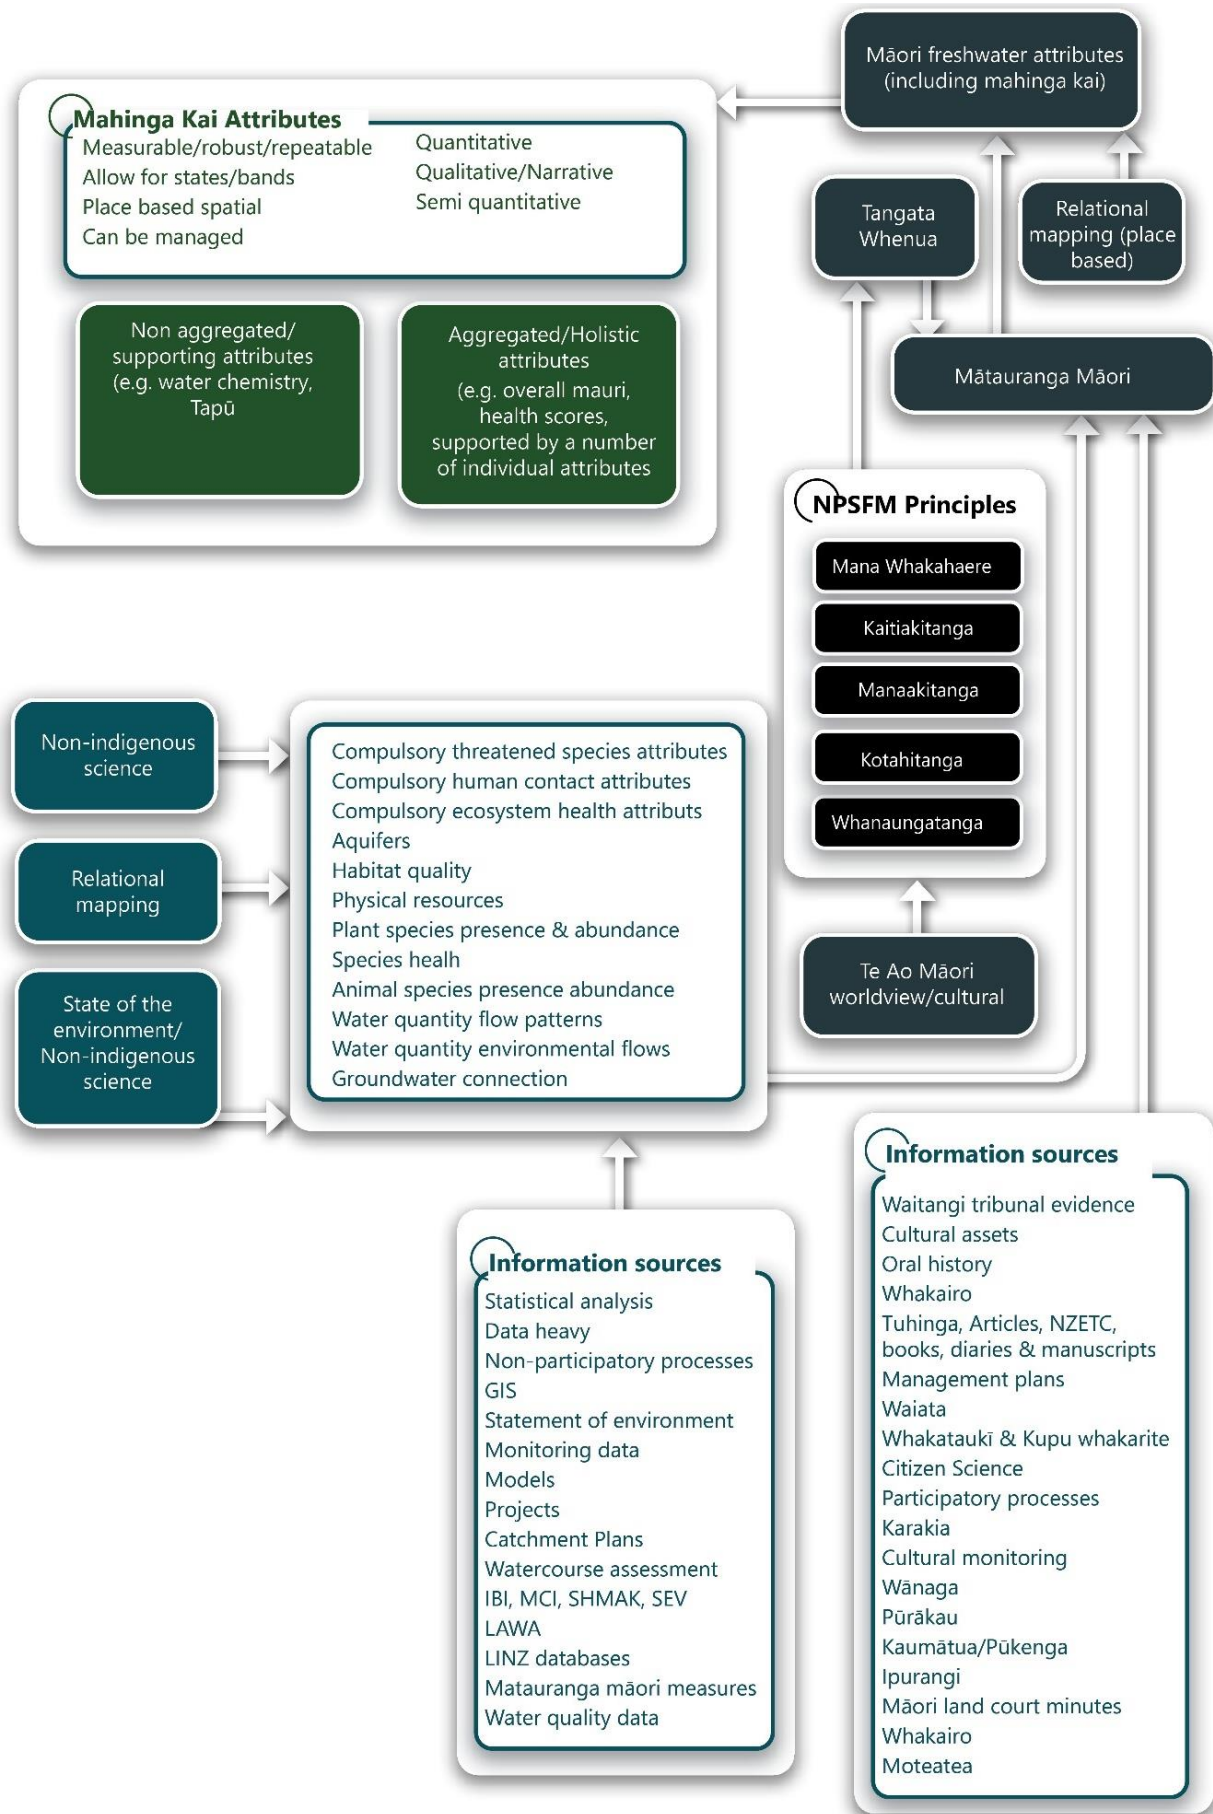 Māori freshwater attributes
(including mahinga kai)
Mahinga Kai Attributes
Measurable/robust/repeatable
Allow for states/bands
Place based spatial
Can be managed
Quantitative
Qualitative/Narrative
Semi quantitative
Tangata
Whenua
Relational
mapping (place
based)
Non aggregated/
supporting attributes
(e.g. water chemistry,
Tapū
Aggregated/Holistic
attributes
(e.g. overall mauri,
health scores,
supported by a number
of individual attributes
Mātauranga Māori
NPSFM Principles
Mana Whakahaere
Kaitiakitanga
Manaakitanga
Kotahitanga
Whanaungatanga
Te Ao Māori
worldview/cultural
Non-indigenous
science
Relational
mapping
State of the
environment/
Non-indigenous
science
Compulsory threatened species attributes
Compulsory human contact attributes
Compulsory ecosystem health attributs
Aquifers
Habitat quality
Physical resources
Plant species presence & abundance
Species healh
Animal species presence abundance
Water quantity flow patterns
Water quantity environmental flows
Groundwater connection
Information sources
Statistical analysis
Data heavy
Non-participatory processes
GIS
Statement of environment
Monitoring data
Models
Projects
Catchment Plans
Watercourse assessment
IBI, MCI, SHMAK, SEV
LAWA
LINZ databases
Matauranga māori measures
Water quality data
Information sources
Waitangi tribunal evidence
Cultural assets
Oral history
Whakairo
Tuhinga, Articles, NZETC,
books, diaries & manuscripts
Management plans
Waiata
Whakataukī & Kupu whakarite
Citizen Science
Participatory processes
Karakia
Cultural monitoring
Wānaga
Pūrākau
Kaumātua/Pūkenga
Ipurangi
Māori land court minutes
Whakairo
Moteatea